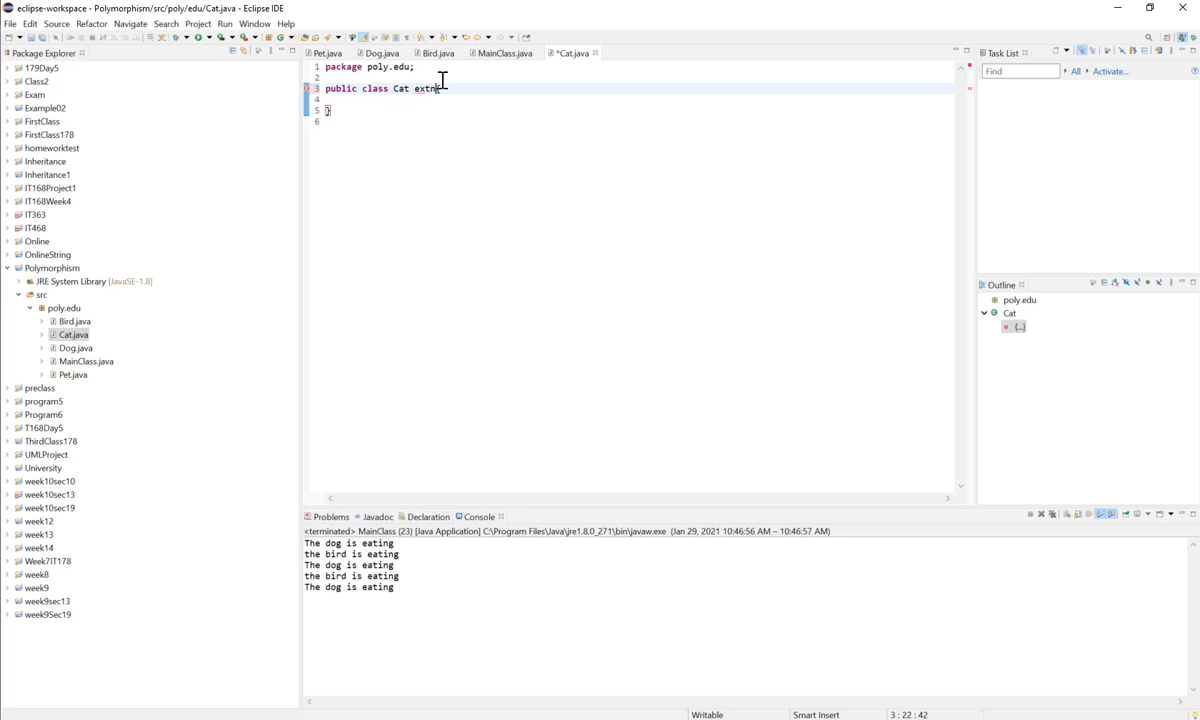 eclipse-workspace - Polymorphism/src/poly/edu/Cat.java - Eclipse IDE
File Edit Source Refactor Navigate Search Project Run Window Help
Package Explorer
179Day5
Class2
Exam
Example02
FirstClass
FirstClass178
homeworktest
Inheritance
Inheritance1
IT168Project1
IT168Week4
IT363
IT468
Online
OnlineString
Polymorphism
JRE System Library [JavaSE-1.8]
src
poly.edu
Bird.java
Cat.java
Dog.java
MainClass.java
Pet.java
preclass
program5
Program6
T168Day5
ThirdClass178
UMLProject
University
week10sec10
week10sec13
week10sec19
week12
week13
week14
Week7IT178
week8
week9
week9sec13
week9Sec19
Pet.java Dog.java Bird.java MainClass.java *Cat.java
1 package poly.edu;
2
3 public class Cat extn{
4
5 }
6
Task List
Find All Activate...
Outline
poly.edu
Cat
{...}
Problems Javadoc Declaration Console
<terminated> MainClass (23) [Java Application] C:\Program Files\Java\jre1.8.0_271\bin\javaw.exe (Jan 29, 2021 10:46:56 AM – 10:46:57 AM)
The dog is eating
the bird is eating
The dog is eating
the bird is eating
The dog is eating
Writable Smart Insert 3 : 22 : 42